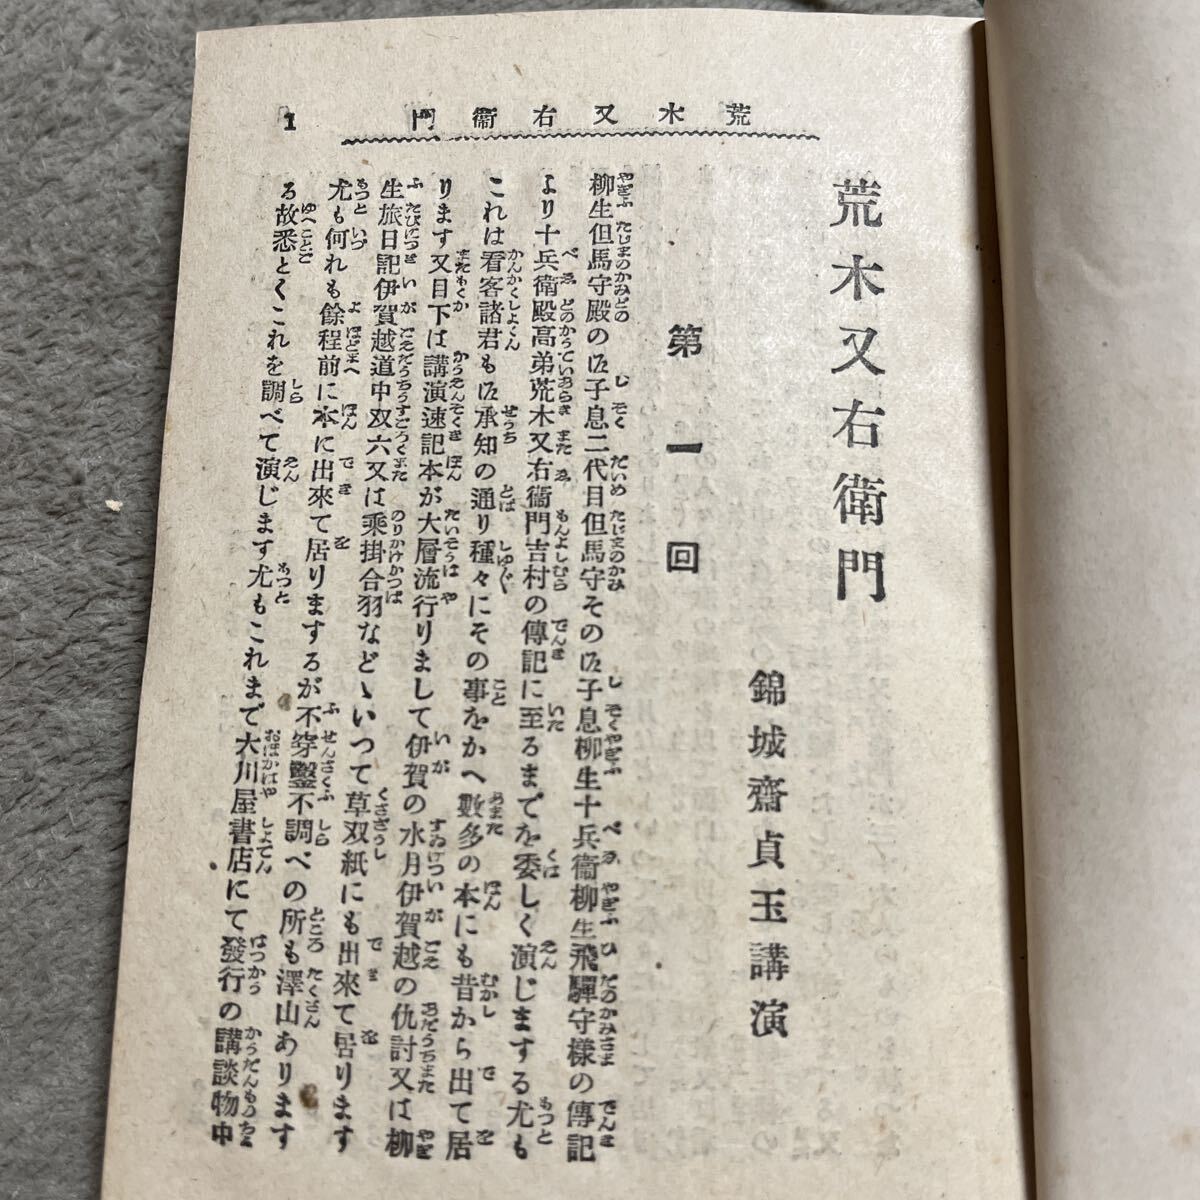 荒木又右衞門
1
荒木又右衛門
錦城齋貞玉講演
第一回
柳生但馬守殿の御子息二代目但馬守その御子息柳生十兵衞柳生飛驒守樣の傳記
より十兵衛殿高弟荒木又右衞門吉村の傳記に至るまでを委しく演じまする尤も
これは看客諸君も御承知の通り種々にその事をかへ數多の本にも昔から出て居
ります又目下は講演速記本が大層流行りまして伊賀の水月伊賀越の仇討又は柳
生旅日記伊賀越道中双六又は乘掛合羽などゝいつて草双紙にも出來て居ります
尤も何れも餘程前に本に出來て居りまするが不穿鑿不調べの所も澤山あります
る故悉とくこれを調べて演じます尤もこれまで大川屋書店にて發行の講談物中